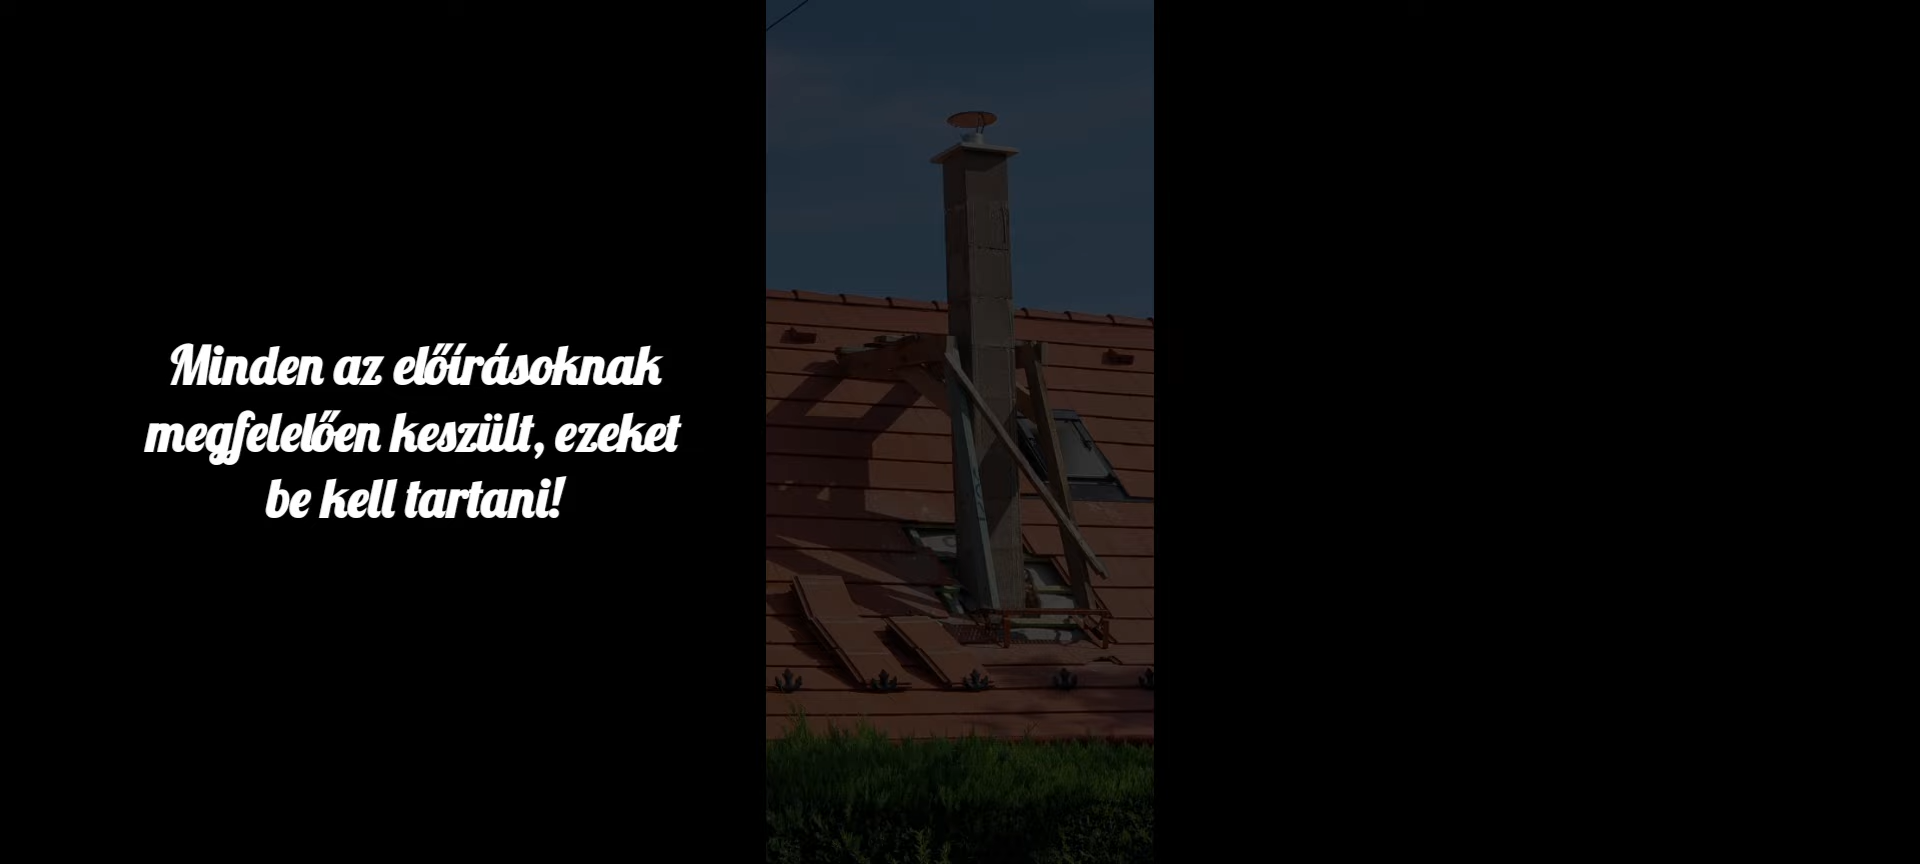 Minden az előírásoknak
megfelelően készült, ezeket
be kell tartani!